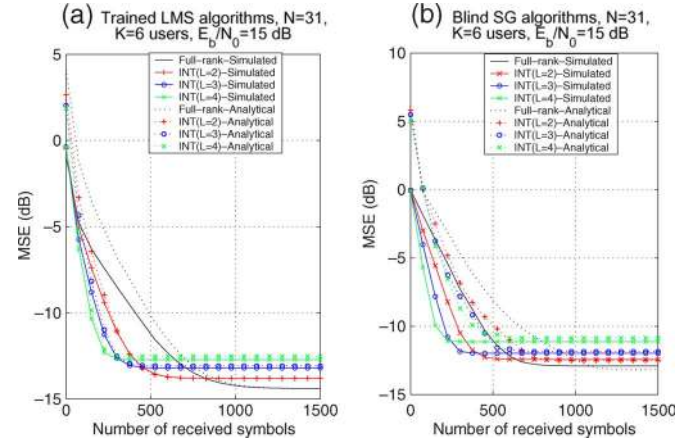 (a) Trained LMS algorithms, N=31,
K=6 users, E_b/N_0=15 dB
5
0
−5
−10
−15
MSE (dB)
Full−rank−Simulated
INT(L=2)−Simulated
INT(L=3)−Simulated
INT(L=4)−Simulated
Full−rank−Analytical
INT(L=2)−Analytical
INT(L=3)−Analytical
INT(L=4)−Analytical
0 500 1000 1500
Number of received symbols
(b) Blind SG algorithms, N=31,
K=6 users, E_b/N_0=15 dB
10
5
0
−5
−10
−15
MSE (dB)
Full−rank−Simulated
INT(L=2)−Simulated
INT(L=3)−Simulated
INT(L=4)−Simulated
Full−rank−Analytical
INT(L=2)−Analytical
INT(L=3)−Analytical
INT(L=4)−Analytical
0 500 1000 1500
Number of received symbols